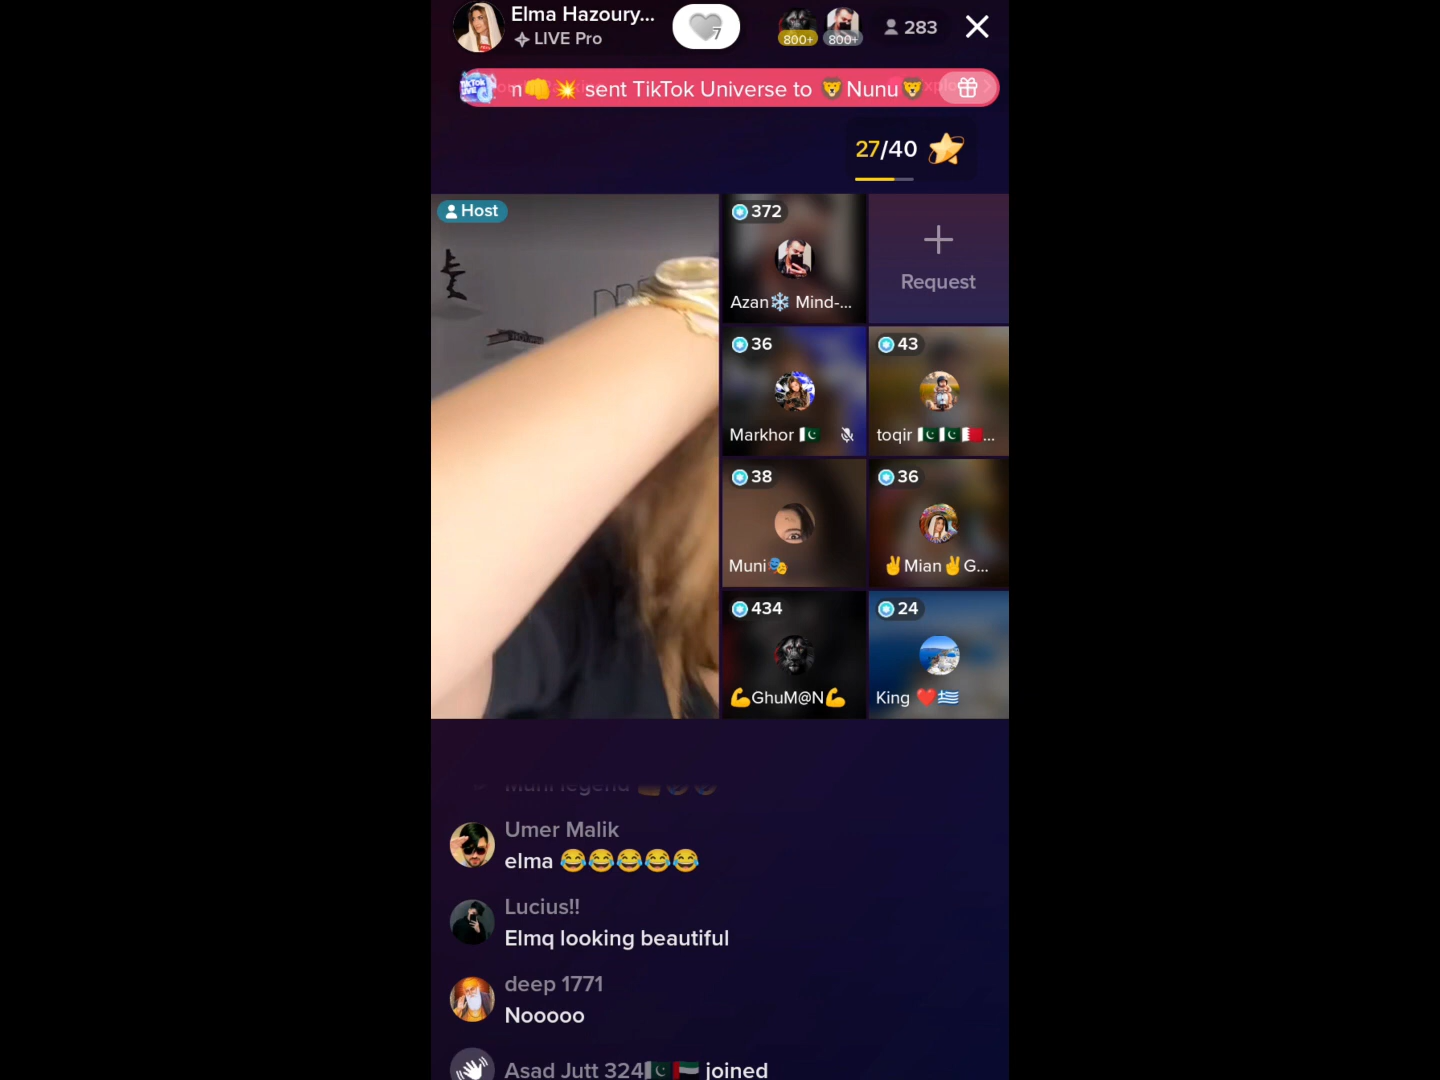 Elma Hazoury...
LIVE Pro
7
800+
800+
283
n👊💥 sent TikTok Universe to 🦁Nunu🦁
27/40
Host
372
Azan❄️ Mind-...
Request
36
Markhor 🇵🇰
43
toqir 🇵🇰🇵🇰🇧🇭...
38
Muni🎭
36
✌️Mian✌️G...
434
💪GhuM@N💪
24
King ❤️🇬🇷
Muni legend
Umer Malik
elma 😂😂😂😂😂
Lucius!!
Elmq looking beautiful
deep 1771
Nooooo
Asad Jutt 324🇵🇰🇦🇪 joined